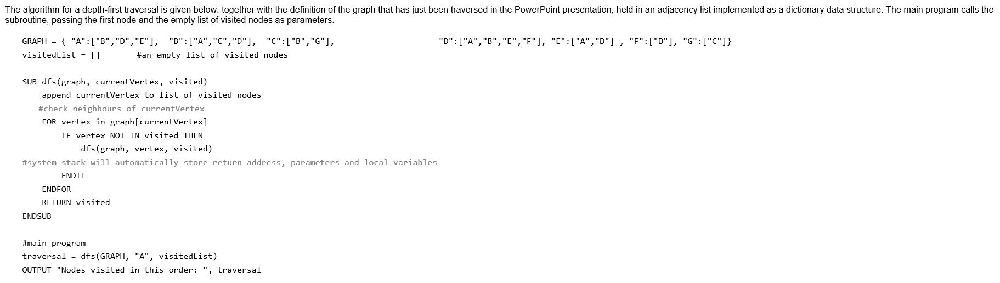 The algorithm for a depth-first traversal is given below, together with the definition of the graph that has just been traversed in the PowerPoint presentation, held in an adjacency list implemented as a dictionary data structure. The main program calls the
subroutine, passing the first node and the empty list of visited nodes as parameters.
GRAPH = { "A":["B","D","E"], "B":["A","C","D"], "C":["B","G"], "D":["A","B","E","F"], "E":["A","D"] , "F":["D"], "G":["C"]}
visitedList = [] #an empty list of visited nodes
SUB dfs(graph, currentVertex, visited)
append currentVertex to list of visited nodes
#check neighbours of currentVertex
FOR vertex in graph[currentVertex]
IF vertex NOT IN visited THEN
dfs(graph, vertex, visited)
#system stack will automatically store return address, parameters and local variables
ENDIF
ENDFOR
RETURN visited
ENDSUB
#main program
traversal = dfs(GRAPH, "A", visitedList)
OUTPUT "Nodes visited in this order: ", traversal